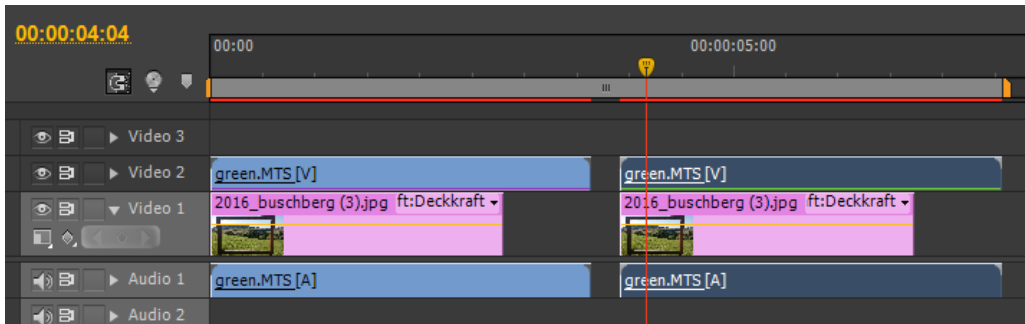 00:00:04:04
00:00 00:00:05:00
Video 3
Video 2 green.MTS [V] green.MTS [V]
Video 1 2016_buschberg (3).jpg ft:Deckkraft 2016_buschberg (3).jpg ft:Deckkraft
Audio 1 green.MTS [A] green.MTS [A]
Audio 2